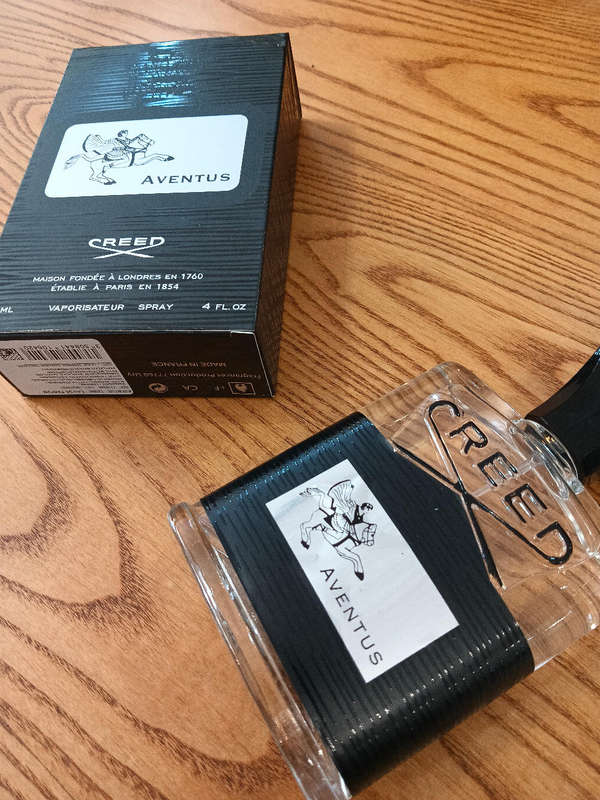 AVENTUS
CREED
MAISON FONDÉE À LONDRES EN 1760
ÉTABLIE À PARIS EN 1854
ML VAPORISATEUR SPRAY 4 FL.OZ
MADE IN FRANCE
CREED
AVENTUS